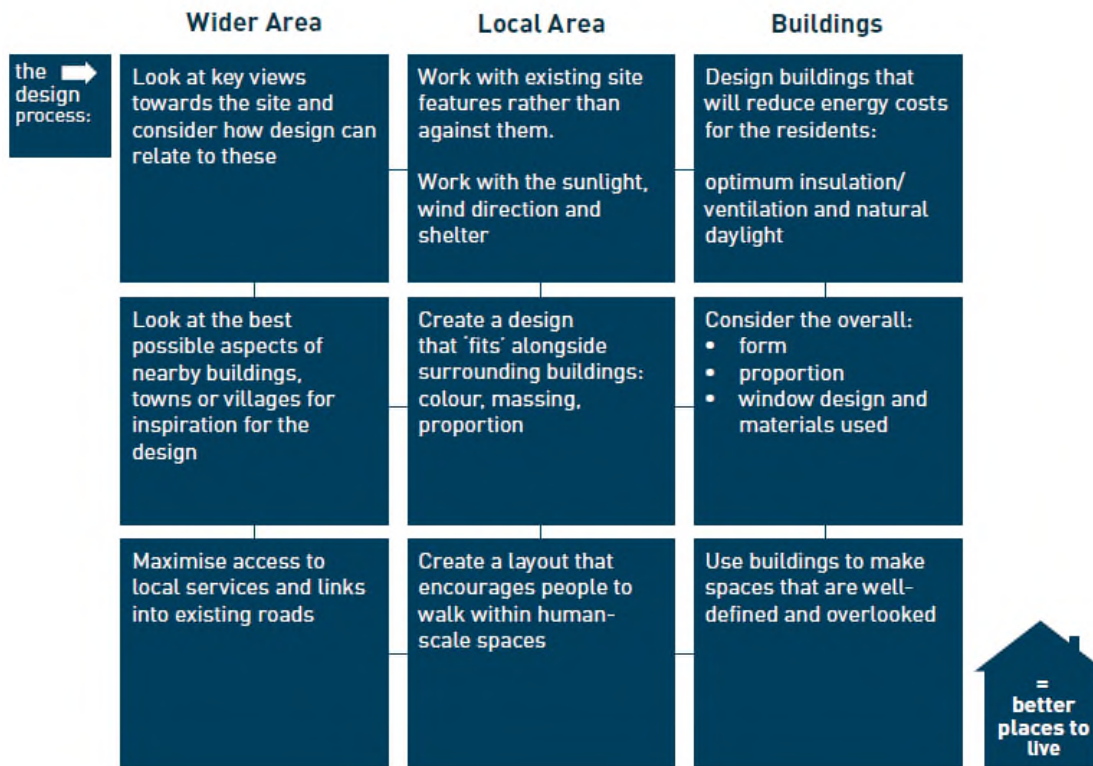 Wider Area
Local Area
Buildings
the
design
process:
Look at key views
towards the site and
consider how design can
relate to these
Work with existing site
features rather than
against them.
Work with the sunlight,
wind direction and
shelter
Design buildings that
will reduce energy costs
for the residents:
optimum insulation/
ventilation and natural
daylight
Look at the best
possible aspects of
nearby buildings,
towns or villages for
inspiration for the
design
Create a design
that ‘fits’ alongside
surrounding buildings:
colour, massing,
proportion
Consider the overall:
• form
• proportion
• window design and
materials used
Maximise access to
local services and links
into existing roads
Create a layout that
encourages people to
walk within human-
scale spaces
Use buildings to make
spaces that are well-
defined and overlooked
=
better
places to
live